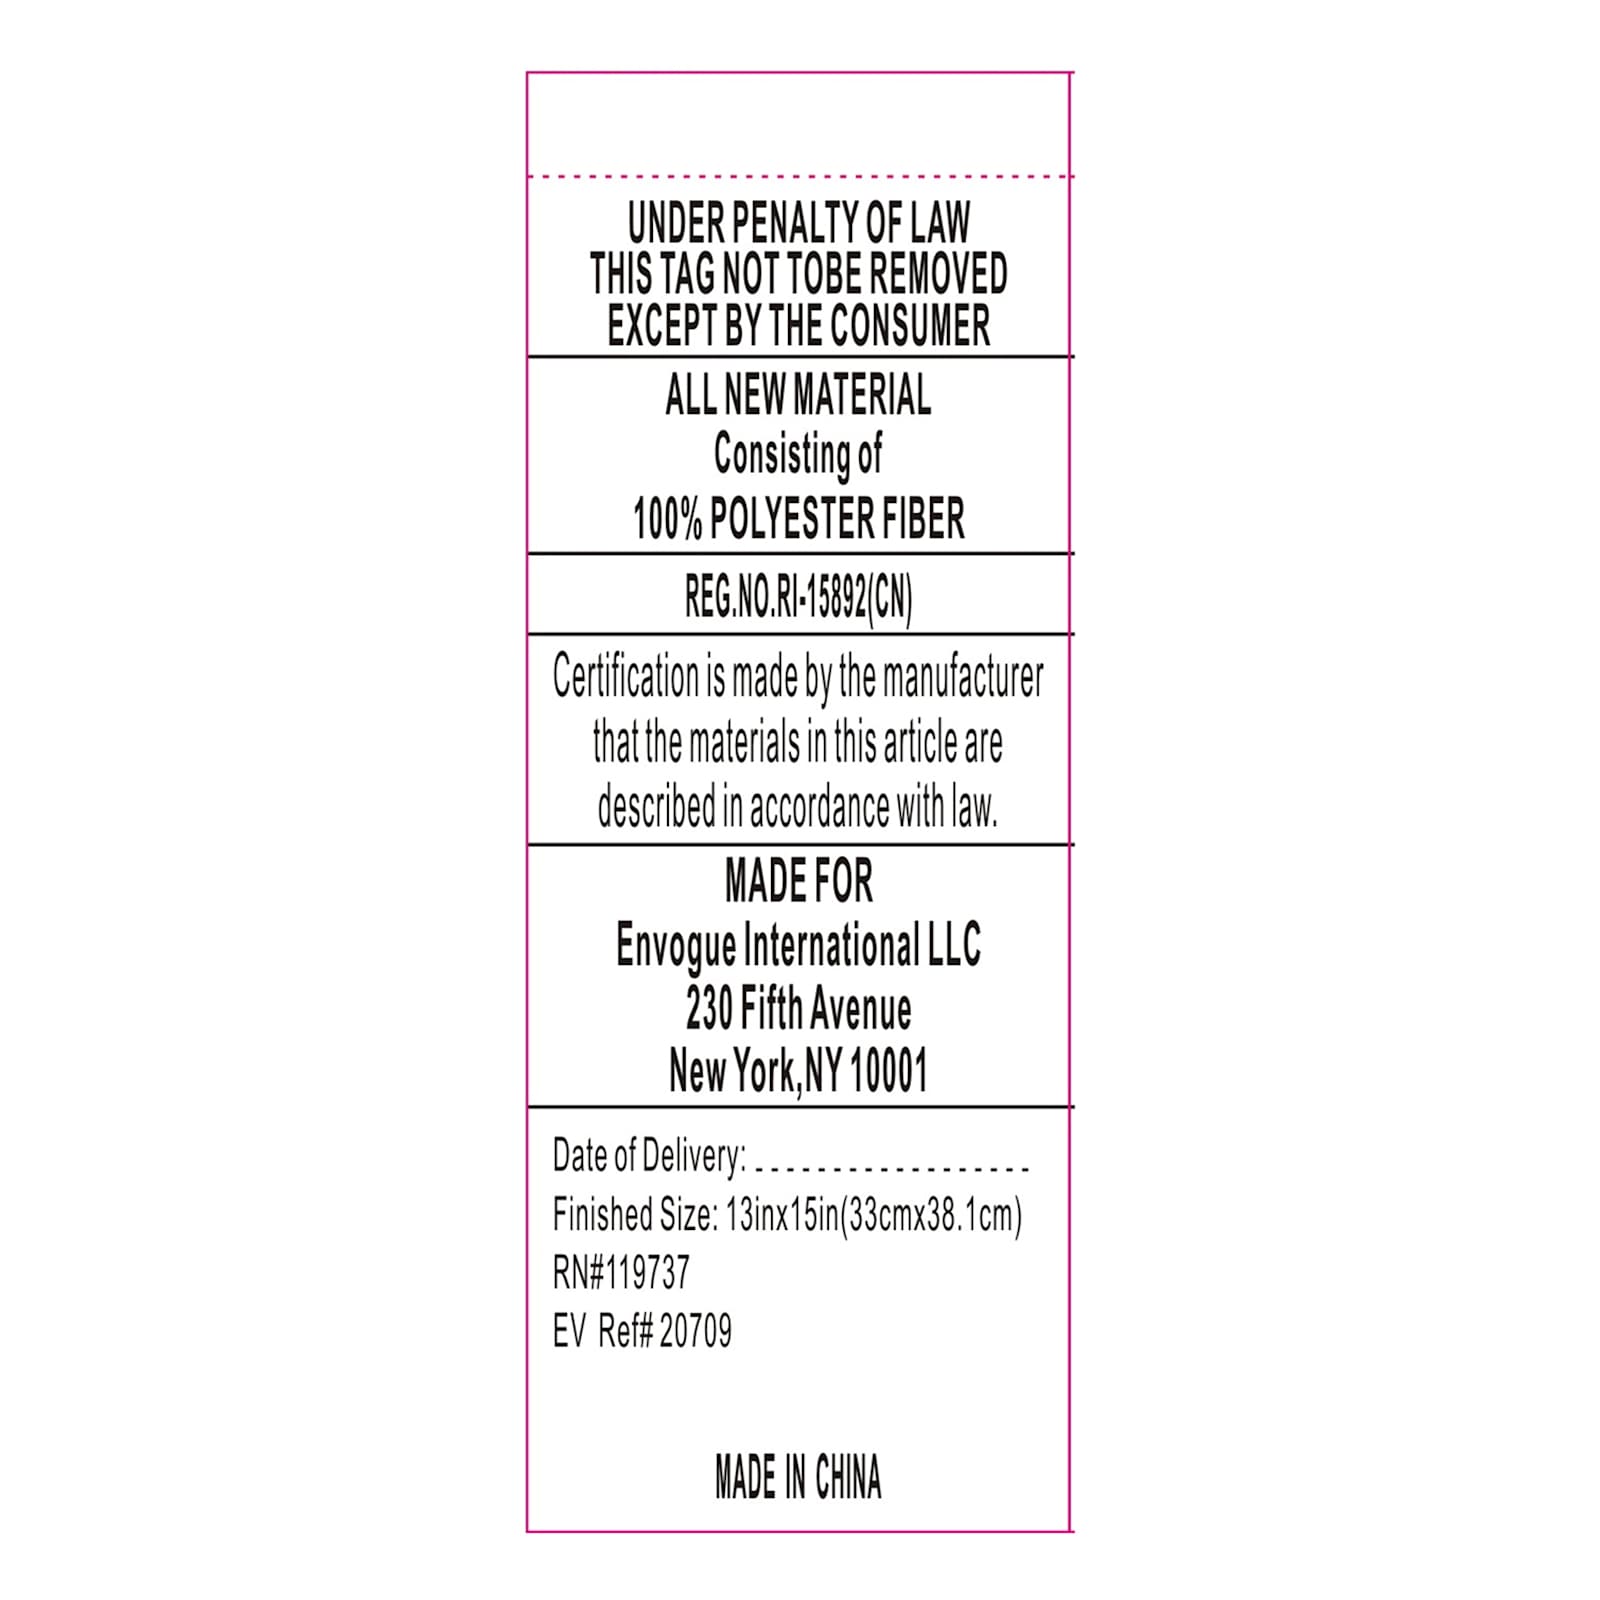 UNDER PENALTY OF LAW
THIS TAG NOT TOBE REMOVED
EXCEPT BY THE CONSUMER
ALL NEW MATERIAL
Consisting of
100% POLYESTER FIBER
REG.NO.RI-15892(CN)
Certification is made by the manufacturer
that the materials in this article are
described in accordance with law.
MADE FOR
Envogue International LLC
230 Fifth Avenue
New York,NY 10001
Date of Delivery: _ _ _ _ _ _ _ _ _ _ _ _ _ _ _ _ _ _
Finished Size: 13inx15in(33cmx38.1cm)
RN#119737
EV Ref# 20709
MADE IN CHINA